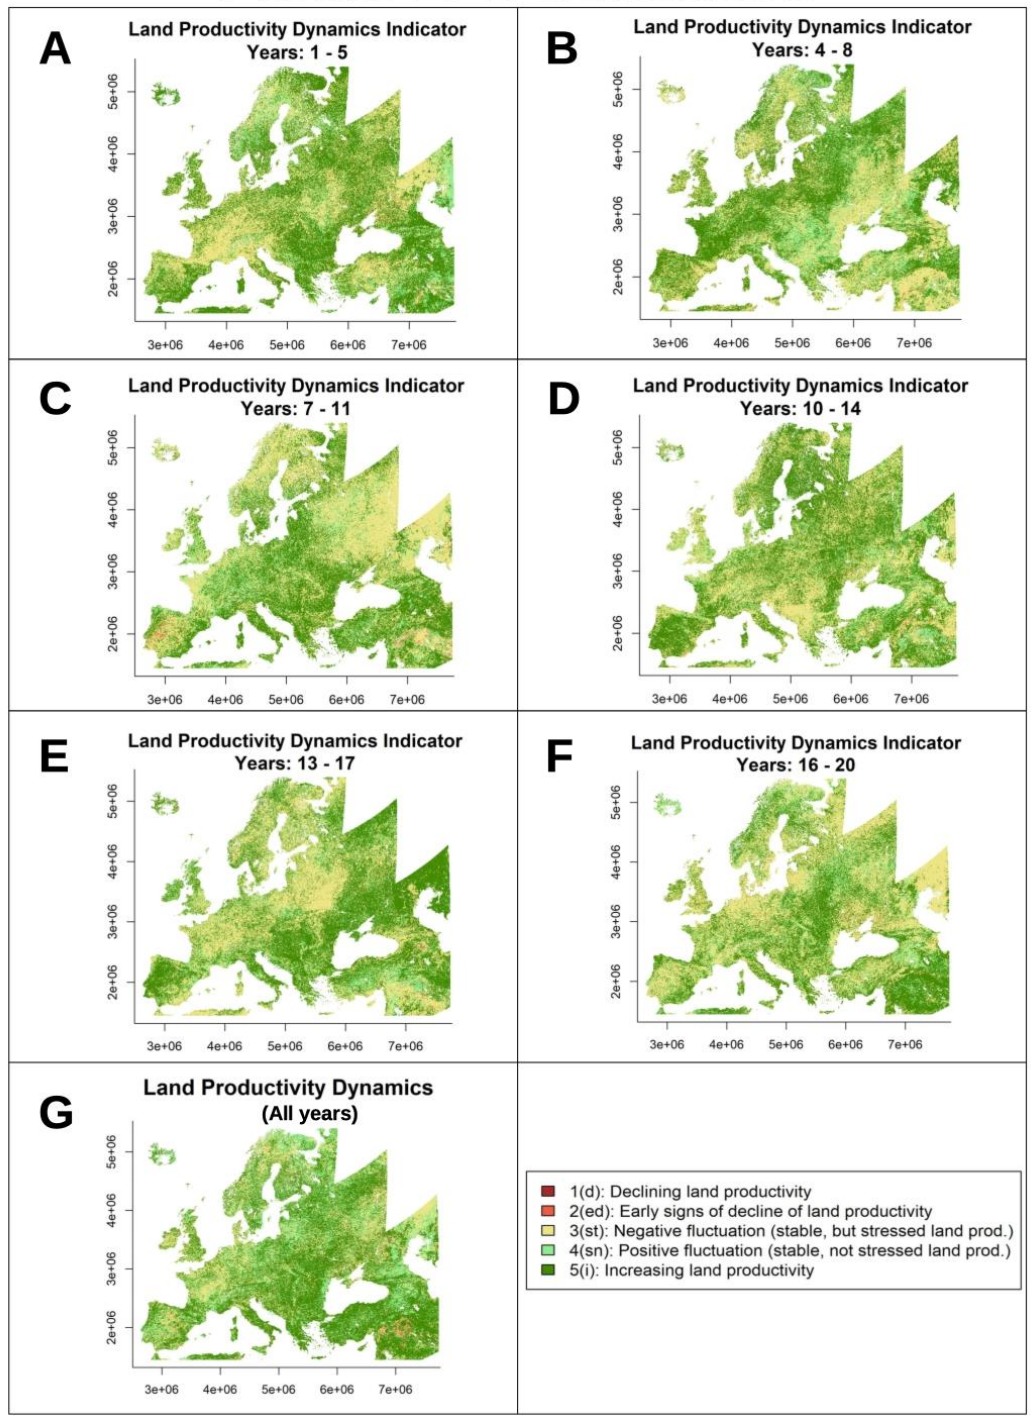 A
Land Productivity Dynamics Indicator
Years: 1 - 5
5e+06
4e+06
3e+06
2e+06
3e+06 4e+06 5e+06 6e+06 7e+06
B
Land Productivity Dynamics Indicator
Years: 4 - 8
5e+06
4e+06
3e+06
2e+06
3e+06 4e+06 5e+06 6e+06 7e+06
C
Land Productivity Dynamics Indicator
Years: 7 - 11
5e+06
4e+06
3e+06
2e+06
3e+06 4e+06 5e+06 6e+06 7e+06
D
Land Productivity Dynamics Indicator
Years: 10 - 14
5e+06
4e+06
3e+06
2e+06
3e+06 4e+06 5e+06 6e+06 7e+06
E
Land Productivity Dynamics Indicator
Years: 13 - 17
5e+06
4e+06
3e+06
2e+06
3e+06 4e+06 5e+06 6e+06 7e+06
F
Land Productivity Dynamics Indicator
Years: 16 - 20
5e+06
4e+06
3e+06
2e+06
3e+06 4e+06 5e+06 6e+06 7e+06
G
Land Productivity Dynamics
(All years)
5e+06
4e+06
3e+06
2e+06
3e+06 4e+06 5e+06 6e+06 7e+06
1(d): Declining land productivity
2(ed): Early signs of decline of land productivity
3(st): Negative fluctuation (stable, but stressed land prod.)
4(sn): Positive fluctuation (stable, not stressed land prod.)
5(i): Increasing land productivity